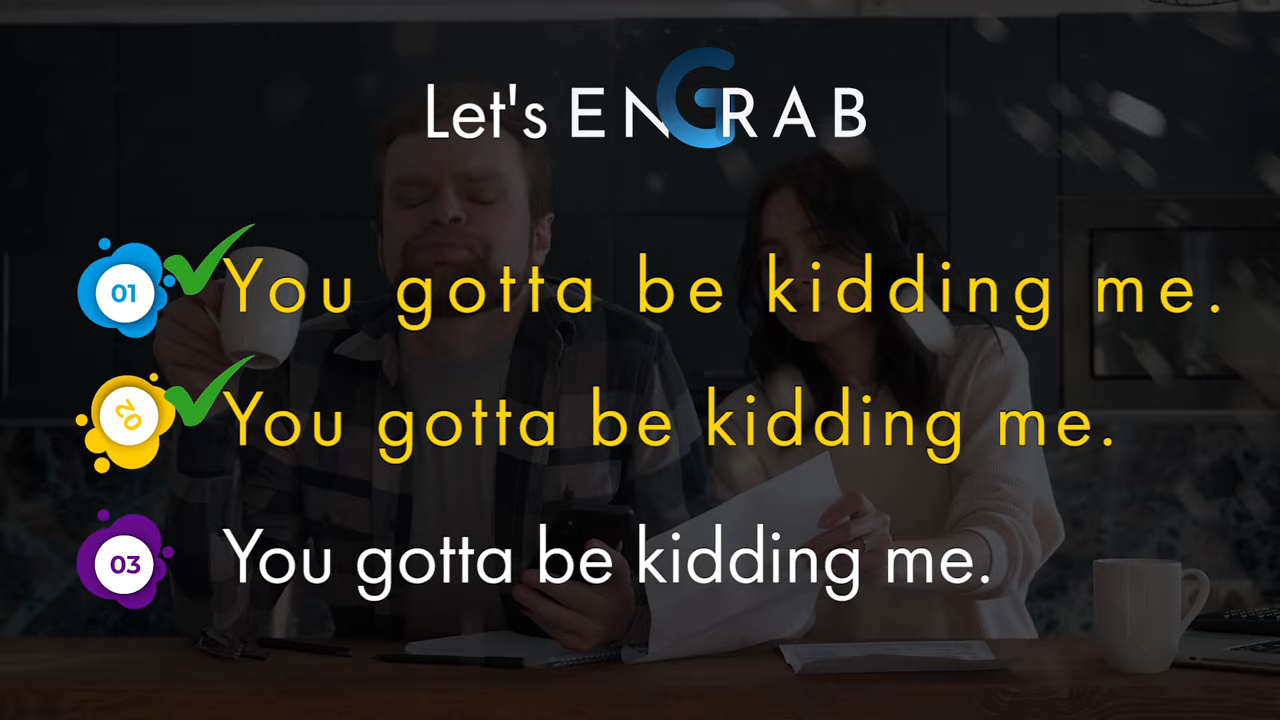 Let's ENGRAB
01 You gotta be kidding me.
02 You gotta be kidding me.
03 You gotta be kidding me.